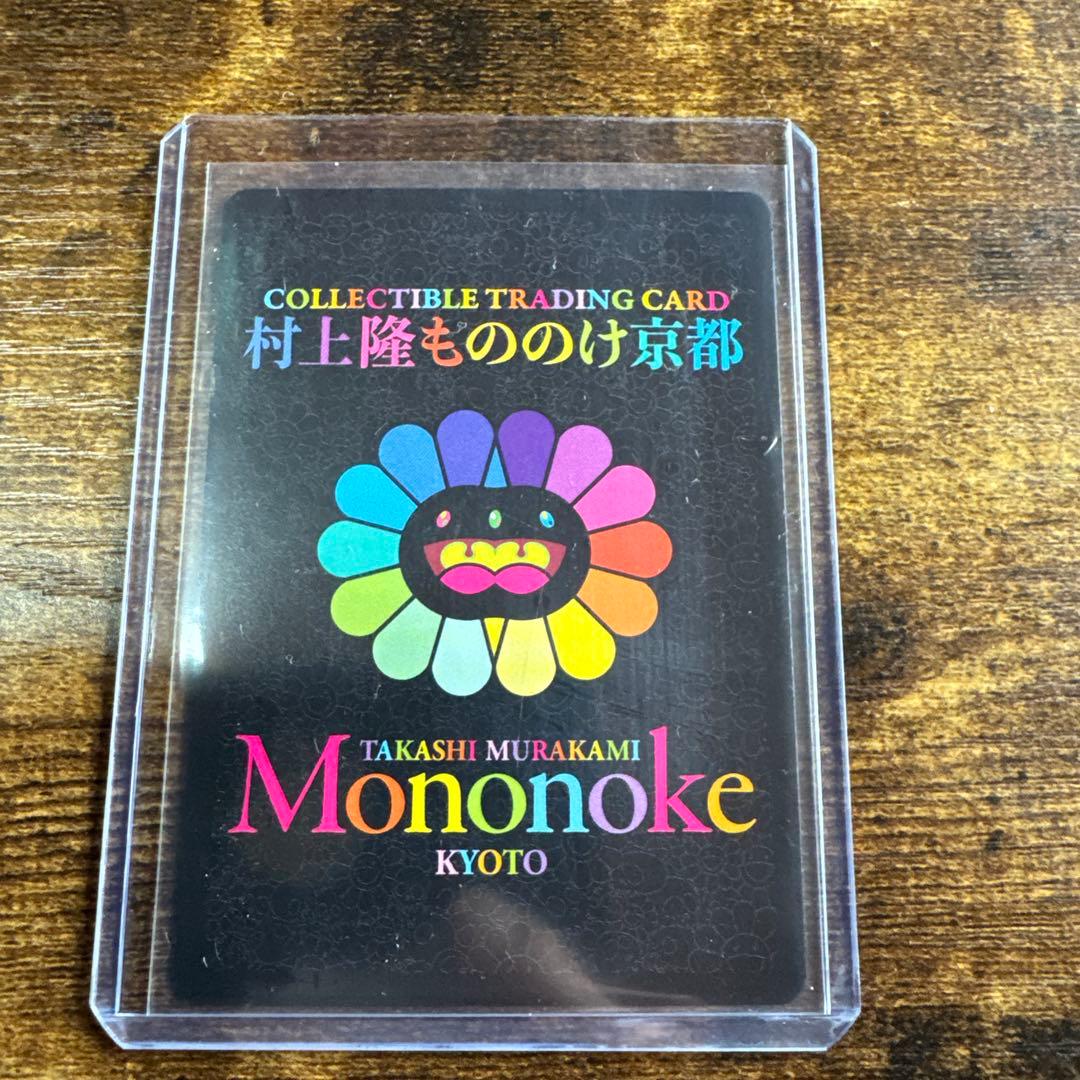 COLLECTIBLE TRADING CARD
村上隆もののけ京都
TAKASHI MURAKAMI
Mononoke
KYOTO